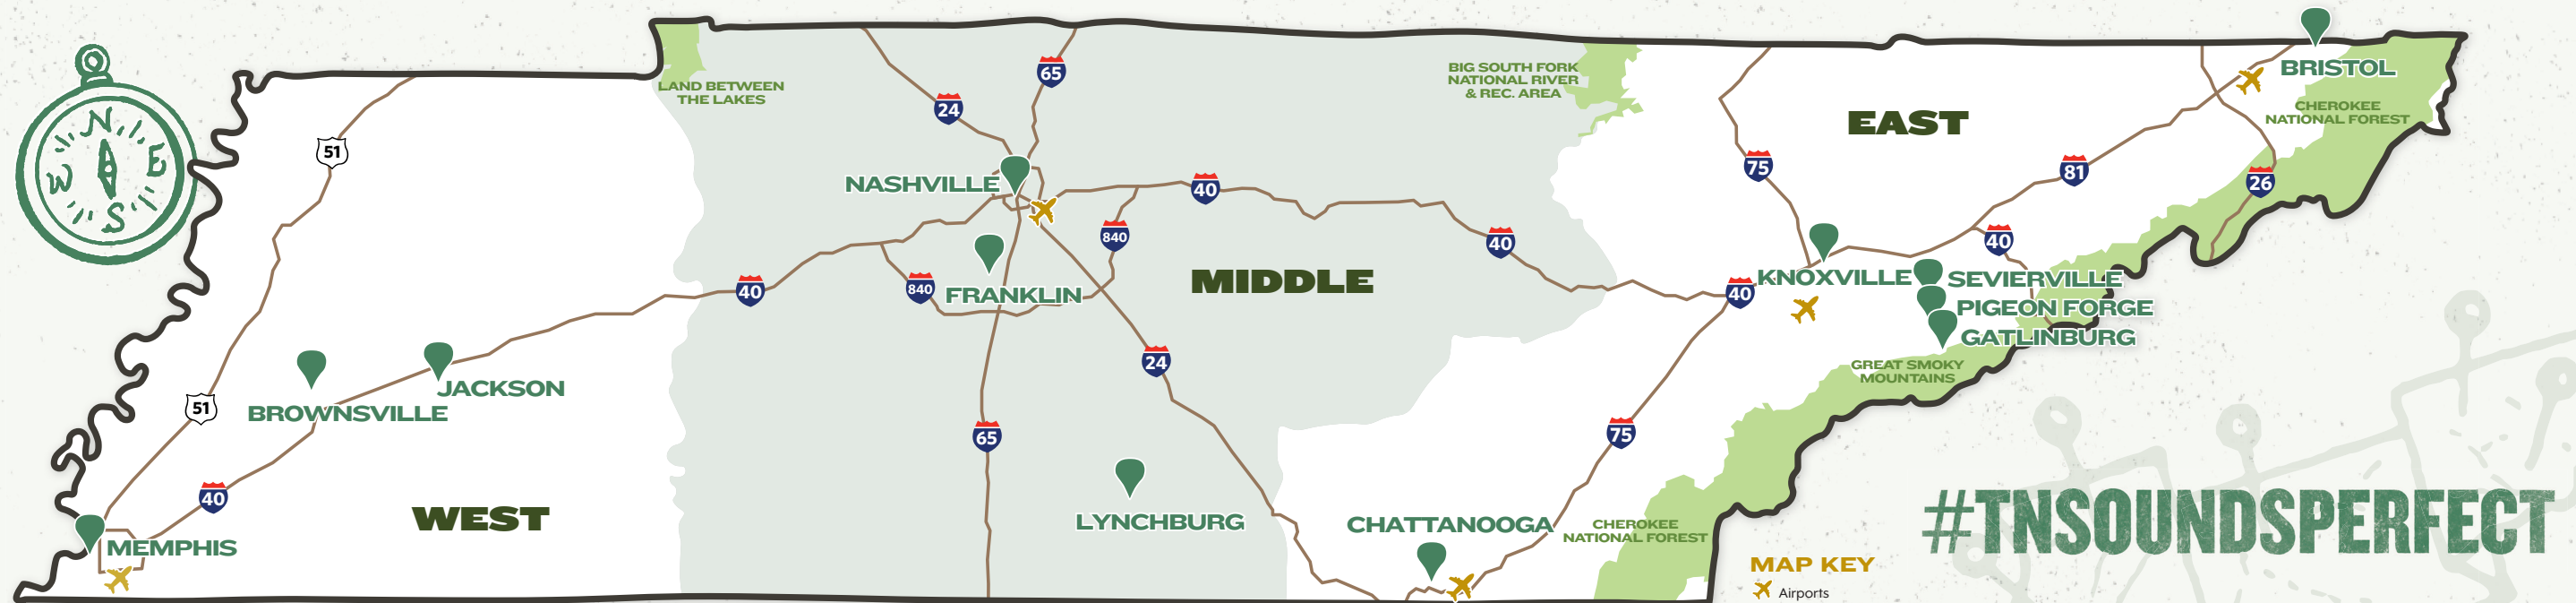 N
E
S
W
51
51
40
MEMPHIS
BROWNSVILLE
JACKSON
WEST
LAND BETWEEN
THE LAKES
24
65
NASHVILLE
40
840
840
FRANKLIN
40
MIDDLE
40
24
65
LYNCHBURG
BIG SOUTH FORK
NATIONAL RIVER
& REC. AREA
EAST
75
81
26
BRISTOL
CHEROKEE
NATIONAL FOREST
40
KNOXVILLE
40
SEVIERVILLE
PIGEON FORGE
GATLINBURG
GREAT SMOKY
MOUNTAINS
75
CHATTANOOGA
CHEROKEE
NATIONAL FOREST
MAP KEY
Airports
#TNSOUNDSPERFECT